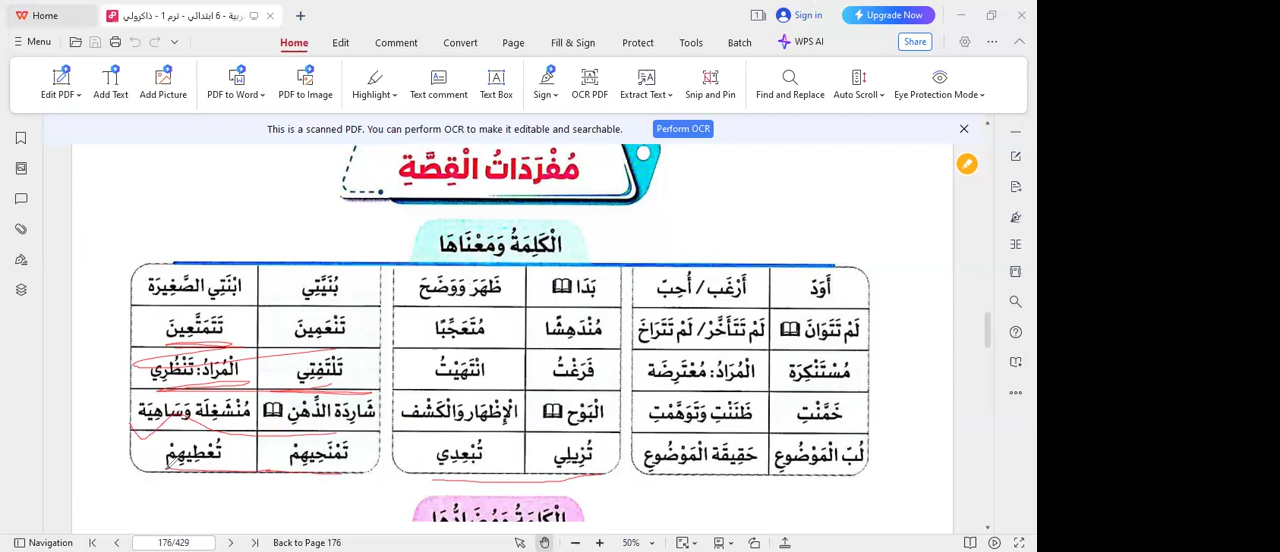 Home
عربية - 6 ابتدائي - ترم 1 - ذاكرولي
Sign in
Upgrade Now
Menu
Home Edit Comment Convert Page Fill & Sign Protect Tools Batch WPS AI
Share
Edit PDF Add Text Add Picture PDF to Word PDF to Image Highlight Text comment Text Box Sign OCR PDF Extract Text Snip and Pin Find and Replace Auto Scroll Eye Protection Mode
This is a scanned PDF. You can perform OCR to make it editable and searchable. Perform OCR
مُفْرَدَاتُ الْقِصَّةِ
الْكَلِمَةُ وَمَعْنَاهَا
أَوَدّ أَرْغَب/ أُحِبّ بَدَا ظَهَرَ وَوَضَحَ بُنَيَّتِي ابْنَتِي الصَّغِيرَة
لَمْ تَتَوَانَ لَمْ تَتَأَخَّرْ/ لَمْ تَتَرَاخَ مُنْدَهِشًا مُتَعَجِّبًا تَنْعَمِينَ تَتَمَتَّعِينَ
مُسْتَنْكِرَة الْمُرَادُ: مُعْتَرِضَة فَرَغْتُ انْتَهَيْتُ تَلْتَفِتِي الْمُرَادُ: تَنْظُرِي
خَمَّنْتِ ظَنَنْتِ وَتَوَهَّمْتِ الْبَوْح الْإِظْهَار وَالْكَشْف شَارِدَة الذِّهْنِ مُنْشَغِلَة وَسَاهِيَة
لُبّ الْمَوْضُوعِ حَقِيقَة الْمَوْضُوعِ تُزِيلِي تُبْعِدِي تَمْنَحِيهِمْ تُعْطِيهِمْ
الْكَلِمَةُ وَمُضَادُّهَا
Navigation 176/429 Back to Page 176 50%